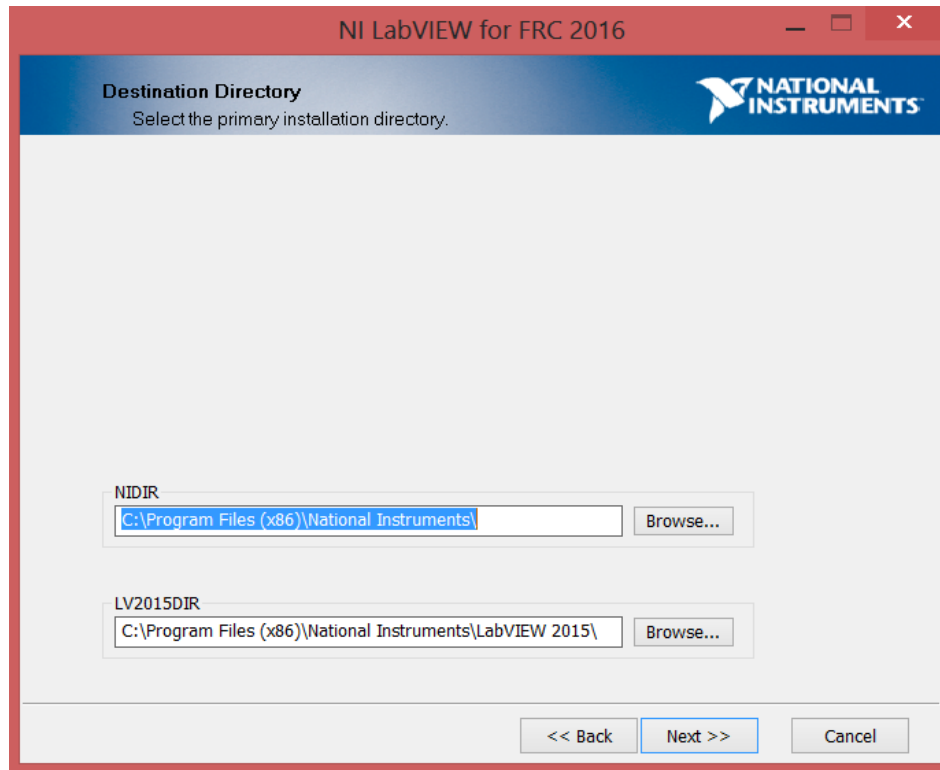 NI LabVIEW for FRC 2016
Destination Directory
Select the primary installation directory.
NATIONAL
INSTRUMENTS
NIDIR
C:\Program Files (x86)\National Instruments\
Browse...
LV2015DIR
C:\Program Files (x86)\National Instruments\LabVIEW 2015\
Browse...
<< Back
Next >>
Cancel